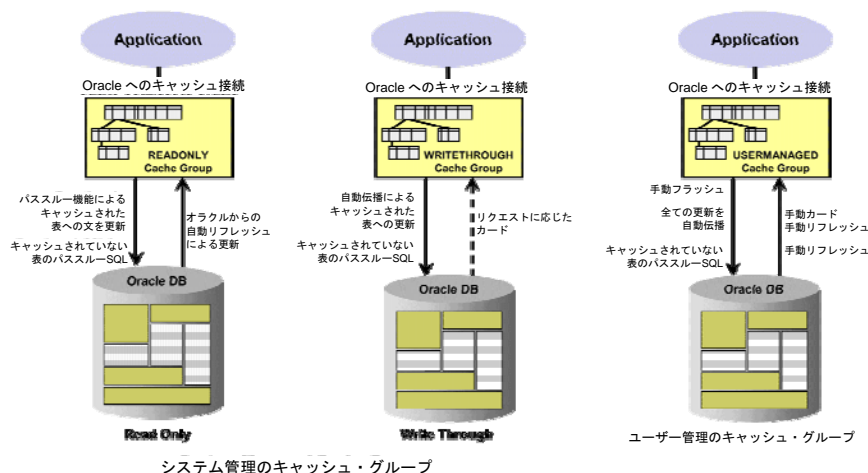 Application
Oracle へのキャッシュ接続
READONLY
Cache Group
パススルー機能による
キャッシュされた
表への文を更新
キャッシュされていない
表のパススルーSQL
オラクルからの
自動リフレッシュ
による更新
Oracle DB
Read Only
Application
Oracle へのキャッシュ接続
WRITETHROUGH
Cache Group
自動伝播による
キャッシュされた
表への更新
キャッシュされていない
表のパススルーSQL
リクエストに応じた
カード
Oracle DB
Write Through
システム管理のキャッシュ・グループ
Application
Oracle へのキャッシュ接続
USERMANAGED
Cache Group
手動フラッシュ
全ての更新を
自動伝播
キャッシュされていない
表のパススルーSQL
手動カード
手動リフレッシュ
手動リフレッシュ
Oracle DB
ユーザー管理のキャッシュ・グループ